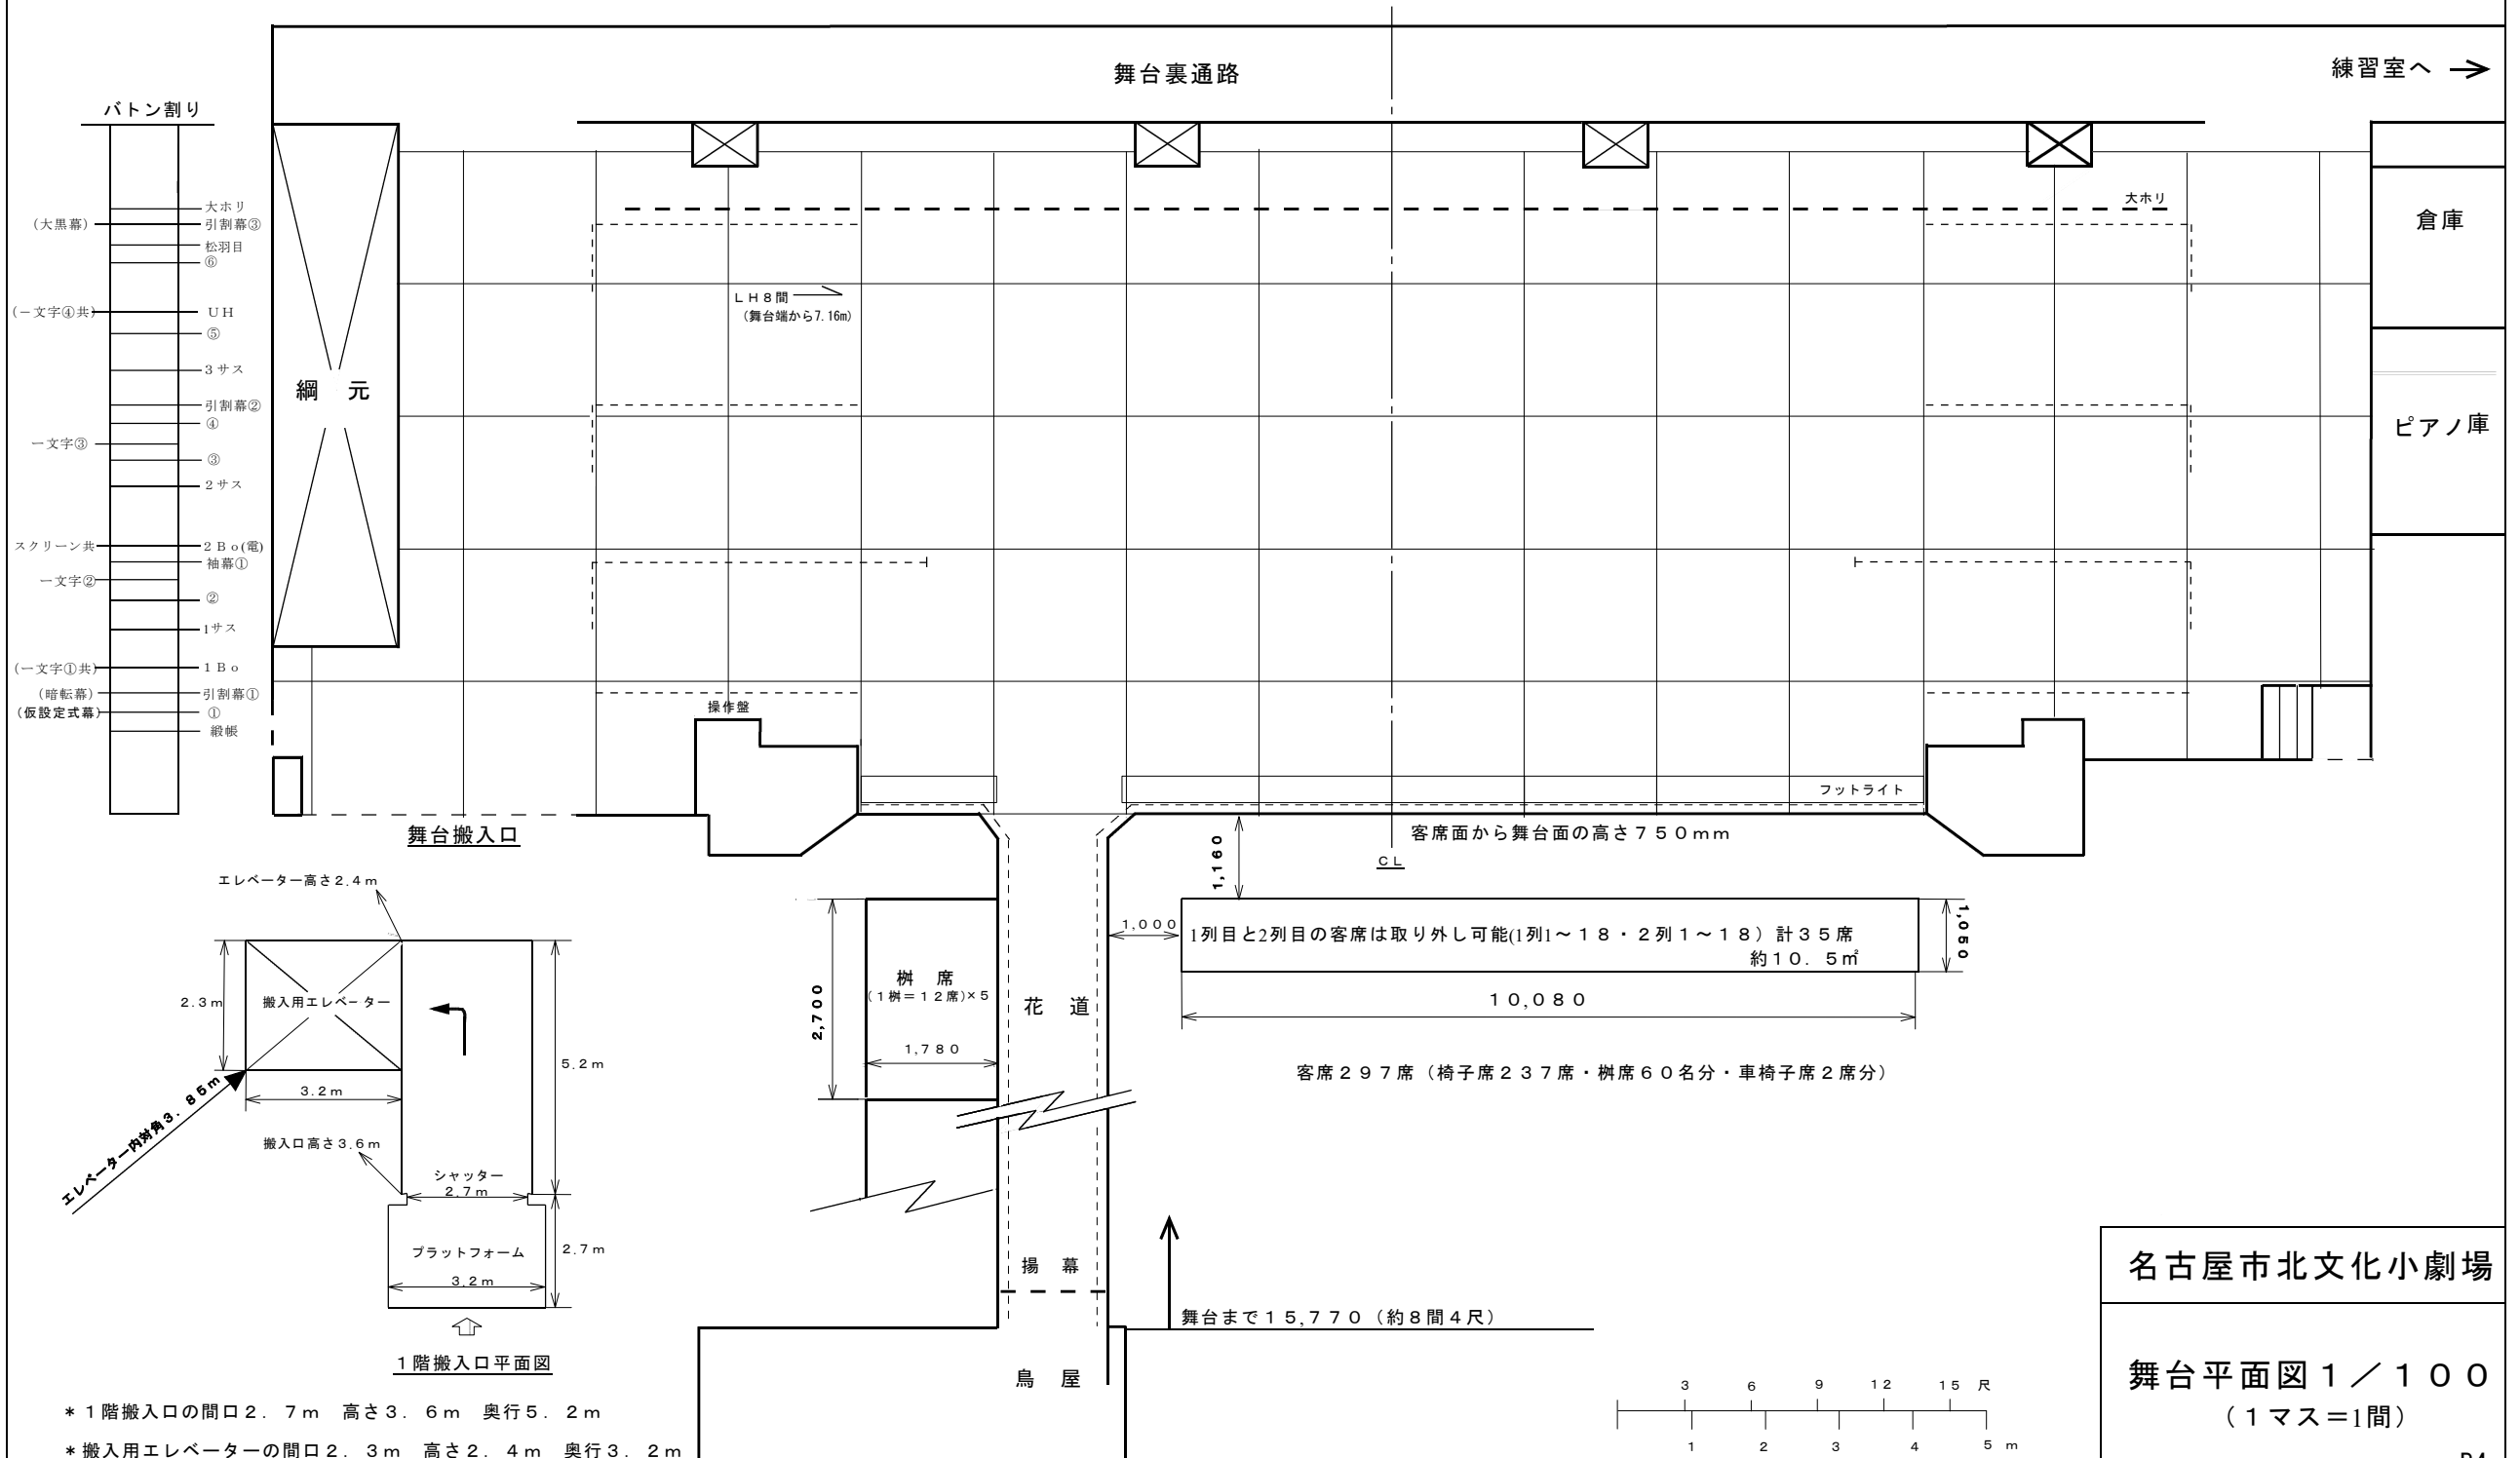 舞台裏通路
練習室へ →
バトン割り
大ホリ
(大黒幕)
引割幕③
松羽目
⑥
(一文字④共)
UH
⑤
3サス
引割幕②
④
一文字③
③
2サス
スクリーン共
2Bo(電)
袖幕①
一文字②
②
1サス
(一文字①共)
1Bo
(暗転幕)
引割幕①
(仮設定式幕)
①
緞帳
綱 元
大ホリ
LH8間
(舞台端から7.16m)
倉庫
ピアノ庫
操作盤
フットライト
舞台搬入口
客席面から舞台面の高さ750mm
CL
1,160
エレベーター高さ2.4m
2.3m
搬入用エレベーター
3.2m
5.2m
エレベーター内対角3.85m
搬入口高さ3.6m
シャッター
2.7m
プラットフォーム
2.7m
3.2m
1階搬入口平面図
2,700
桝 席
(1桝=12席)×5
1,780
花 道
1,000
1列目と2列目の客席は取り外し可能(1列1~18・2列1~18)計35席
約10.5㎡
1,050
10,080
客席297席(椅子席237席・桝席60名分・車椅子席2席分)
揚 幕
舞台まで15,770(約8間4尺)
鳥 屋
*1階搬入口の間口2.7m 高さ3.6m 奥行5.2m
*搬入用エレベーターの間口2.3m 高さ2.4m 奥行3.2m
3 6 9 12 15 尺
1 2 3 4 5 m
名古屋市北文化小劇場
舞台平面図1/100
(1マス=1間)